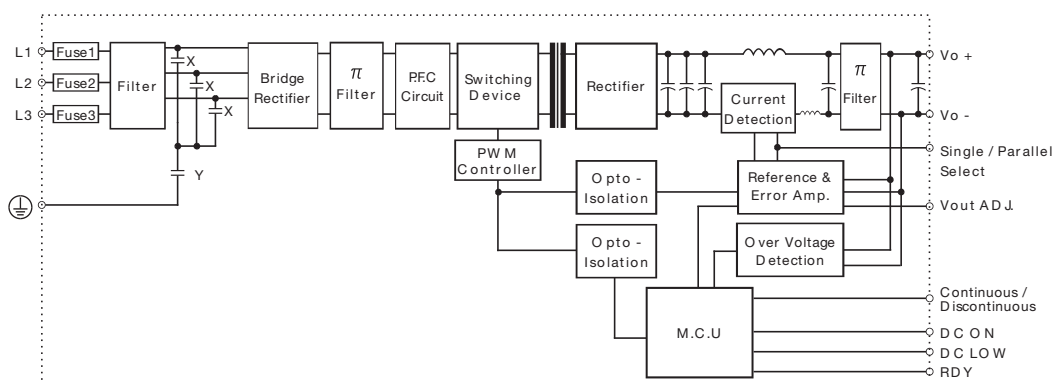 L1
Fuse1
L2
Fuse2
L3
Fuse3
Filter
X
X
X
Y
Bridge
Rectifier
π
Filter
P.F.C
Circuit
Switching
Device
Rectifier
Current
Detection
π
Filter
Vo +
Vo -
Single / Parallel
Select
PWM
Controller
Opto -
Isolation
Reference &
Error Amp.
Vout ADJ.
Opto -
Isolation
Over Voltage
Detection
M.C.U
Continuous /
Discontinuous
DC ON
DC LOW
RDY